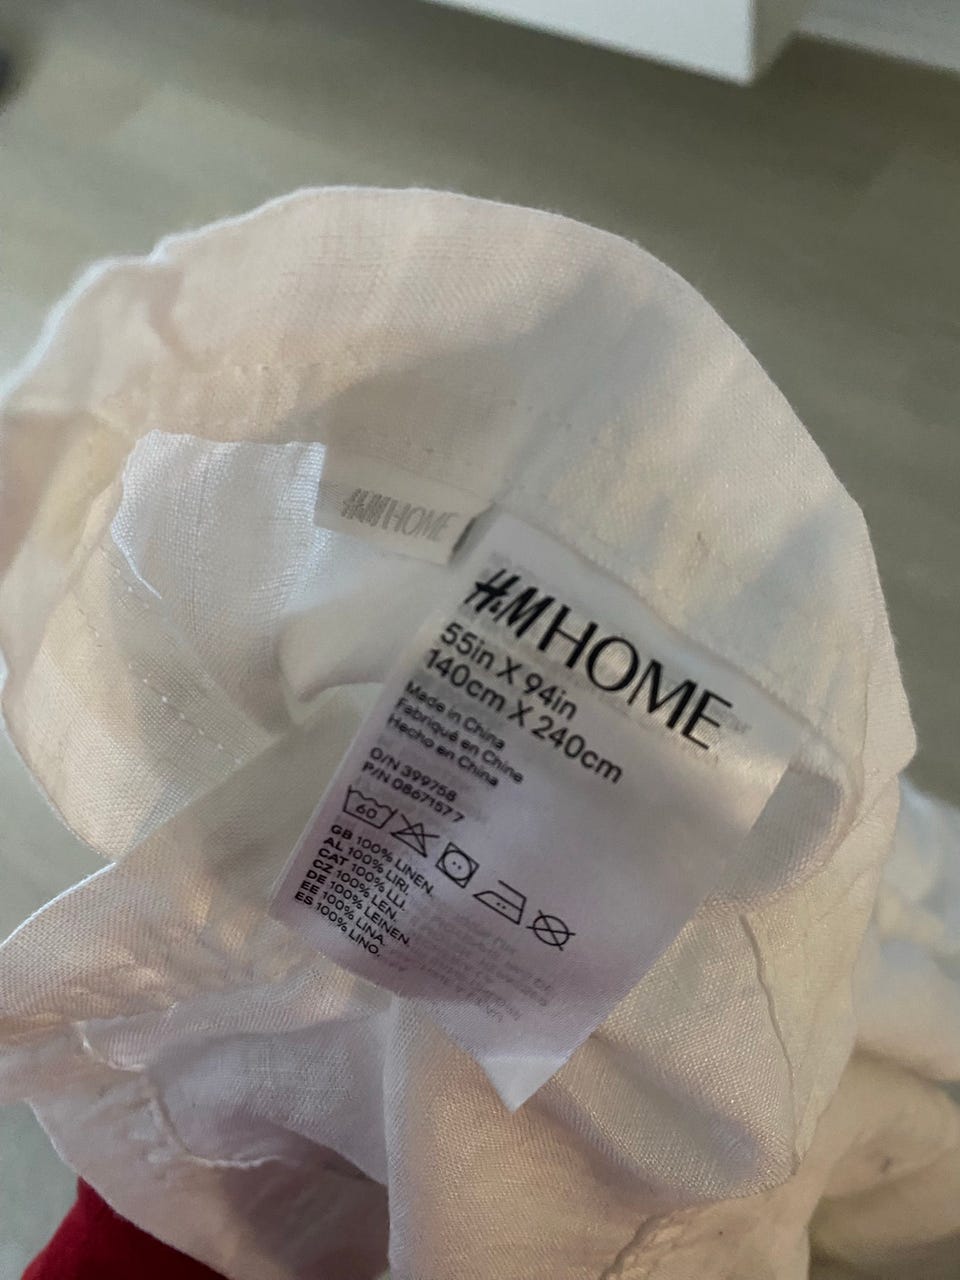 H&M HOME
H&M HOME
55in X 94in
140cm X 240cm
Made in China
Fabriqué en Chine
Hecho en China
O/N 399758
P/N 0867157 7
60
GB 100% LINEN.
AL 100% LIRI.
CAT 100% LLI.
CZ 100% LEN.
DE 100% LEINEN.
EE 100% LINA.
ES 100% LINO.